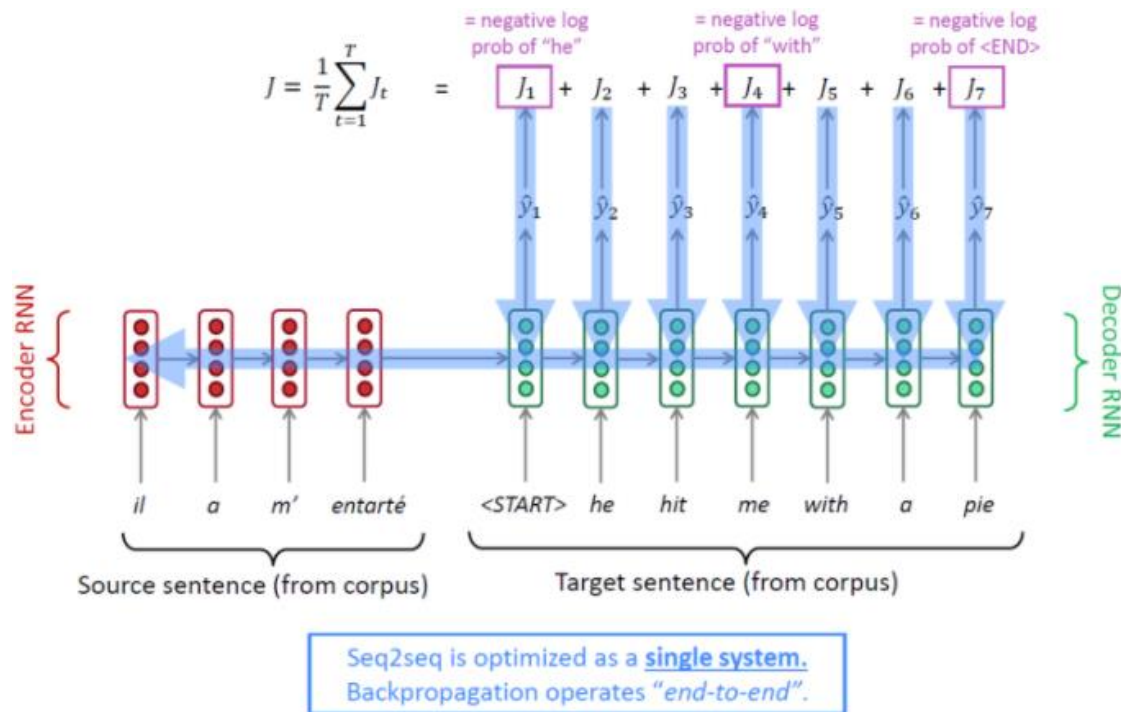 = negative log
prob of “he”
= negative log
prob of “with”
= negative log
prob of <END>
J = 1/T ∑ᵀₜ₌₁ Jₜ = J₁ + J₂ + J₃ + J₄ + J₅ + J₆ + J₇
ŷ₁ ŷ₂ ŷ₃ ŷ₄ ŷ₅ ŷ₆ ŷ₇
Encoder RNN
Decoder RNN
il a m' entarté <START> he hit me with a pie
Source sentence (from corpus)
Target sentence (from corpus)
Seq2seq is optimized as a single system.
Backpropagation operates “end-to-end”.